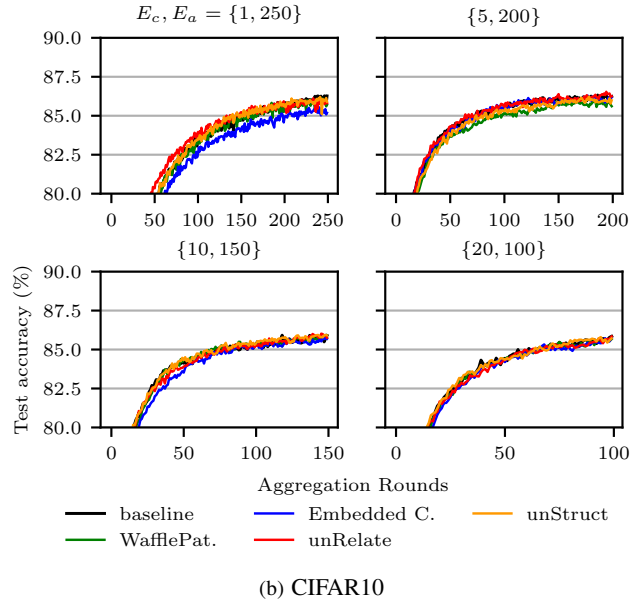 E_c, E_a = {1, 250}
{5, 200}
90.0
87.5
85.0
82.5
80.0
0 50 100 150 200 250
0 50 100 150 200
{10, 150}
{20, 100}
Test accuracy (%)
90.0
87.5
85.0
82.5
80.0
0 50 100 150
0 50 100
Aggregation Rounds
baseline Embedded C. unStruct
WafflePat. unRelate
(b) CIFAR10